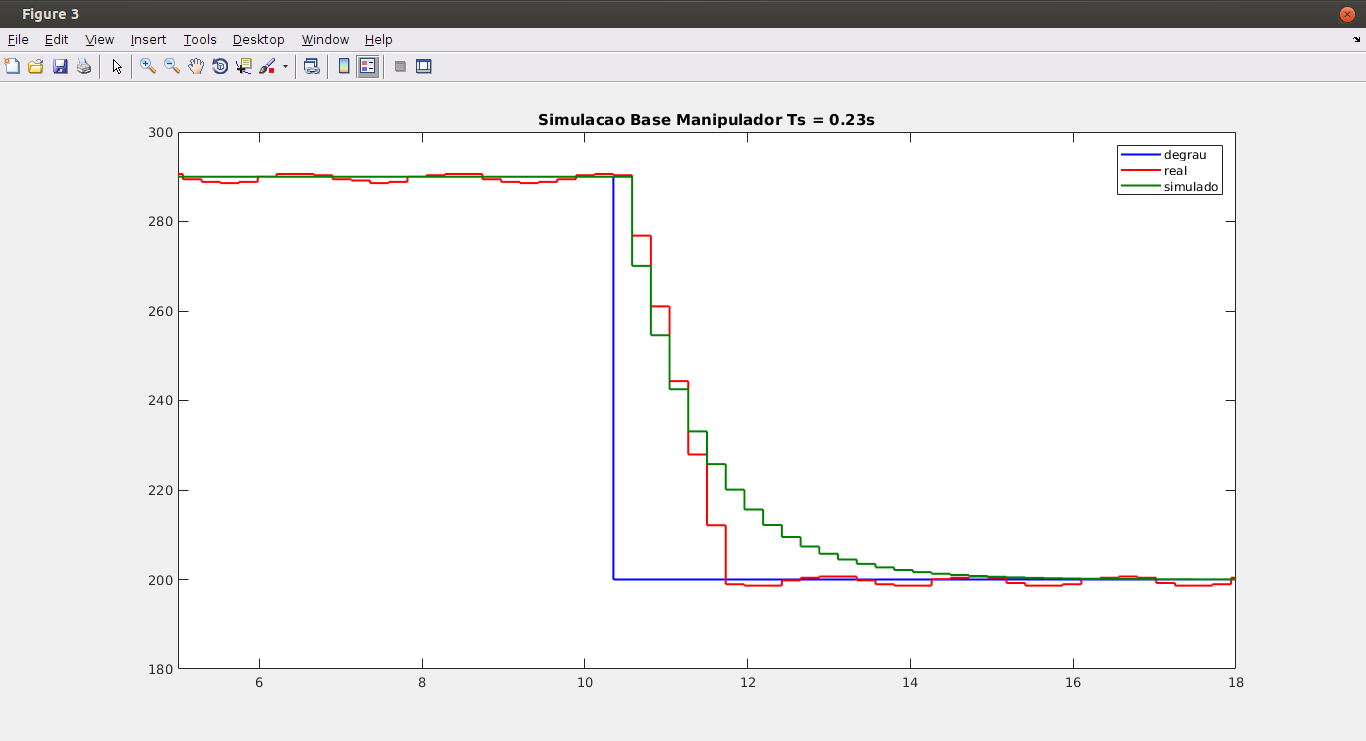 Figure 3
File Edit View Insert Tools Desktop Window Help
Simulacao Base Manipulador Ts = 0.23s
degrau
real
simulado
300
280
260
240
220
200
180
6 8 10 12 14 16 18